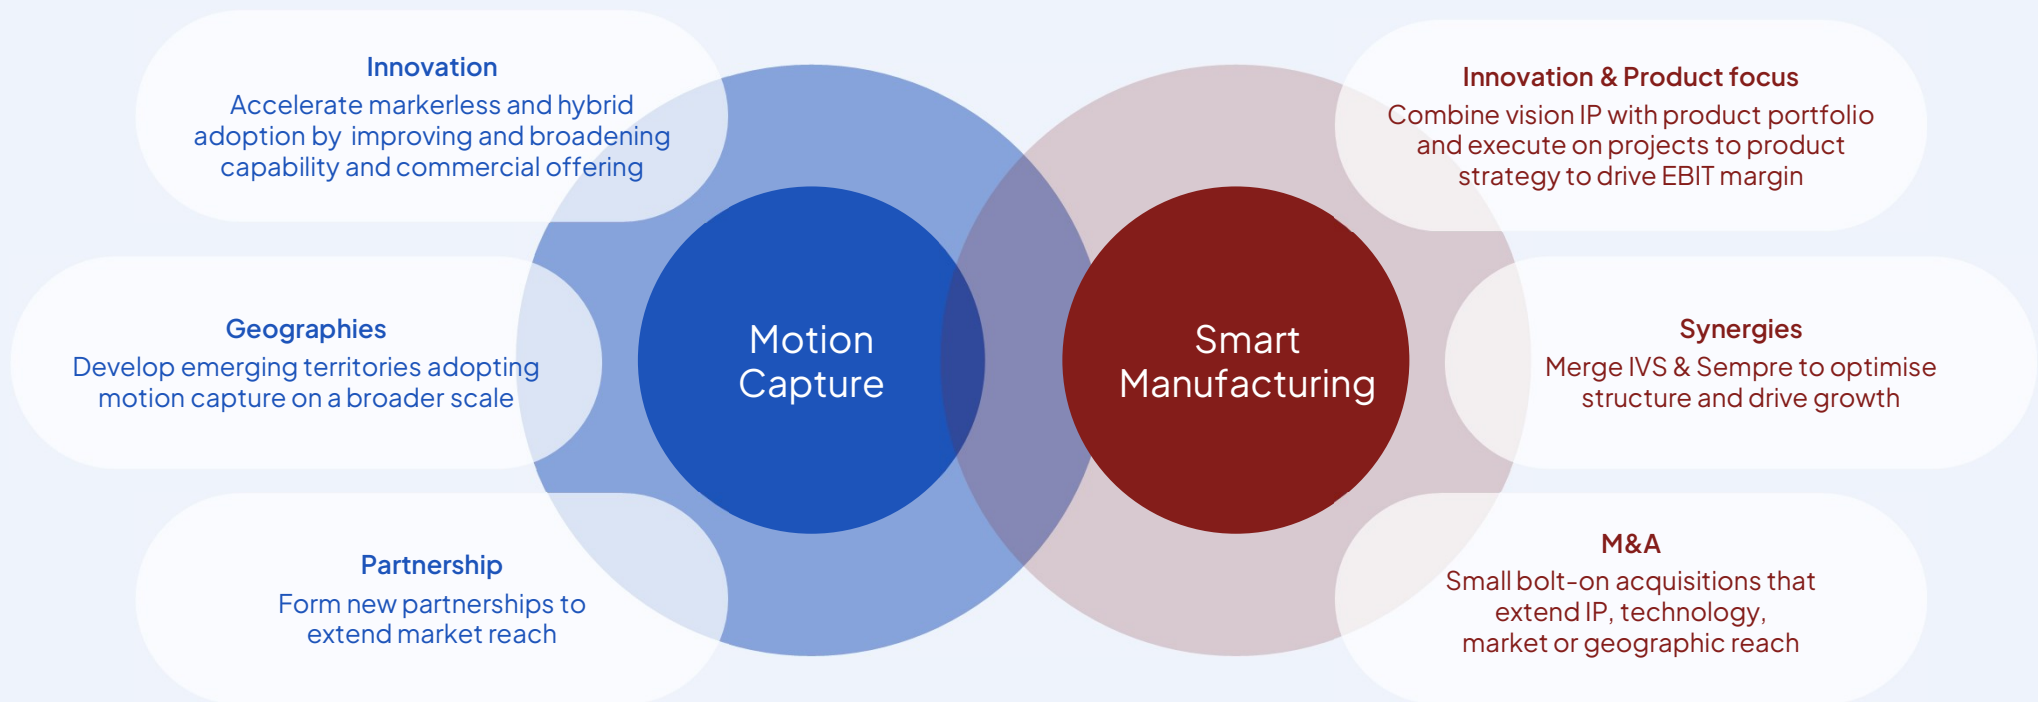 Innovation
Accelerate markerless and hybrid
adoption by improving and broadening
capability and commercial offering
Geographies
Develop emerging territories adopting
motion capture on a broader scale
Partnership
Form new partnerships to
extend market reach
Motion
Capture
Smart
Manufacturing
Innovation & Product focus
Combine vision IP with product portfolio
and execute on projects to product
strategy to drive EBIT margin
Synergies
Merge IVS & Sempre to optimise
structure and drive growth
M&A
Small bolt-on acquisitions that
extend IP, technology,
market or geographic reach